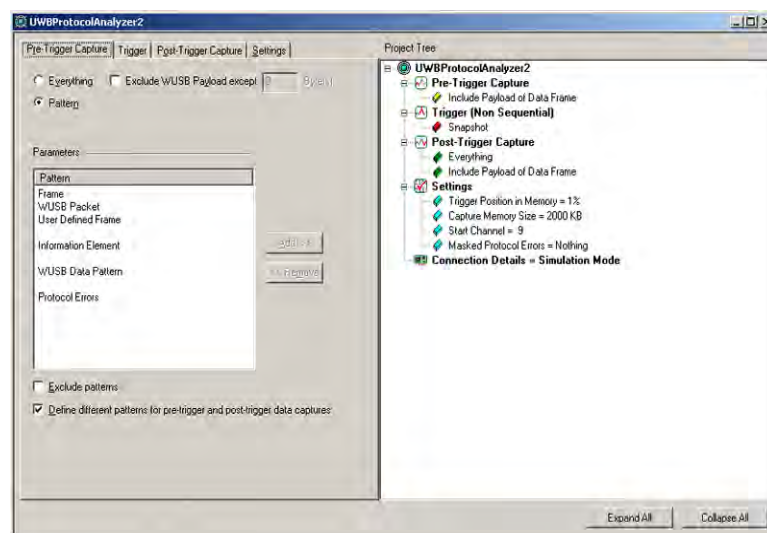 UWBProtocolAnalyzer2
Pre-Trigger Capture
Trigger
Post-Trigger Capture
Settings
Everything
Exclude WUSB Payload except
Byte(s)
Pattern
Parameters
Pattern
Frame
WUSB Packet
User Defined Frame
Information Element
WUSB Data Pattern
Protocol Errors
Add >>
<< Remove
Exclude patterns
Define different patterns for pre-trigger and post-trigger data captures
Project Tree
UWBProtocolAnalyzer2
Pre-Trigger Capture
Include Payload of Data Frame
Trigger (Non Sequential)
Snapshot
Post-Trigger Capture
Everything
Include Payload of Data Frame
Settings
Trigger Position in Memory = 1%
Capture Memory Size = 2000 KB
Start Channel = 9
Masked Protocol Errors = Nothing
Connection Details = Simulation Mode
Expand All
Collapse All